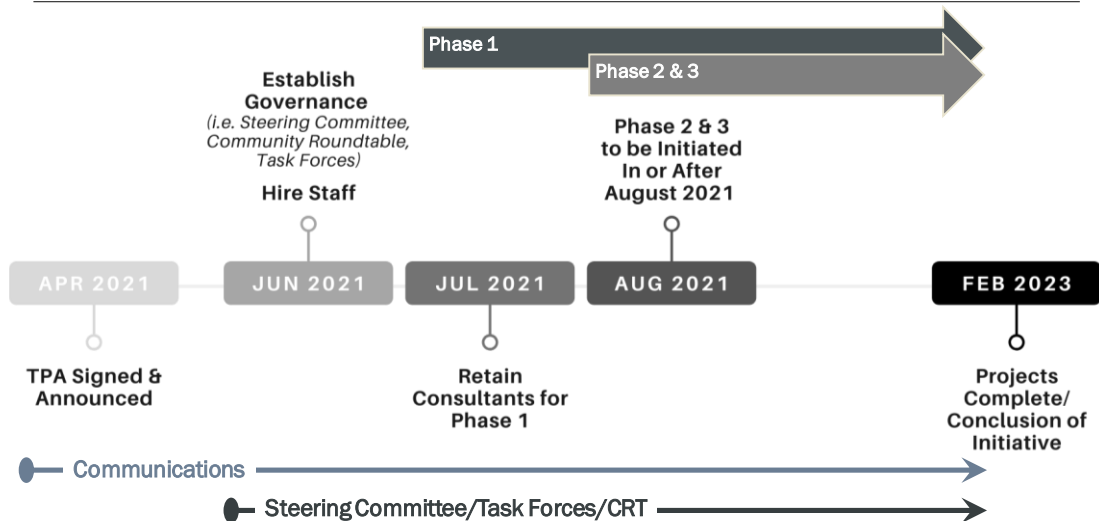 Phase 1
Phase 2 & 3
Establish
Governance
(i.e. Steering Committee,
Community Roundtable,
Task Forces)
Hire Staff
Phase 2 & 3
to be Initiated
In or After
August 2021
APR 2021
JUN 2021
JUL 2021
AUG 2021
FEB 2023
TPA Signed &
Announced
Retain
Consultants for
Phase 1
Projects
Complete/
Conclusion of
Initiative
Communications
Steering Committee/Task Forces/CRT